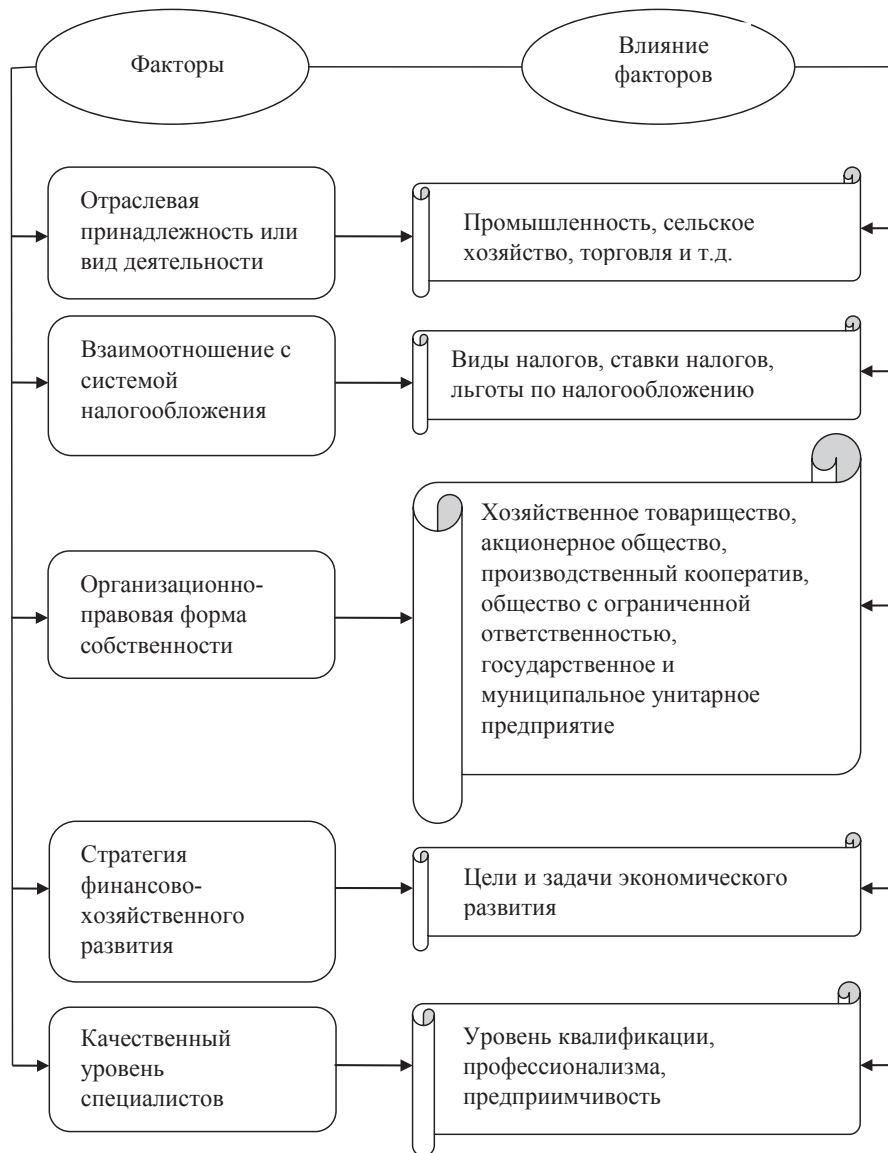 Факторы
Влияние
факторов
Отраслевая
принадлежность или
вид деятельности
Промышленность, сельское
хозяйство, торговля и т.д.
Взаимоотношение с
системой
налогообложения
Виды налогов, ставки налогов,
льготы по налогообложению
Организационно-
правовая форма
собственности
Хозяйственное товарищество,
акционерное общество,
производственный кооператив,
общество с ограниченной
ответственностью,
государственное и
муниципальное унитарное
предприятие
Стратегия
финансово-
хозяйственного
развития
Цели и задачи экономического
развития
Качественный
уровень
специалистов
Уровень квалификации,
профессионализма,
предприимчивость